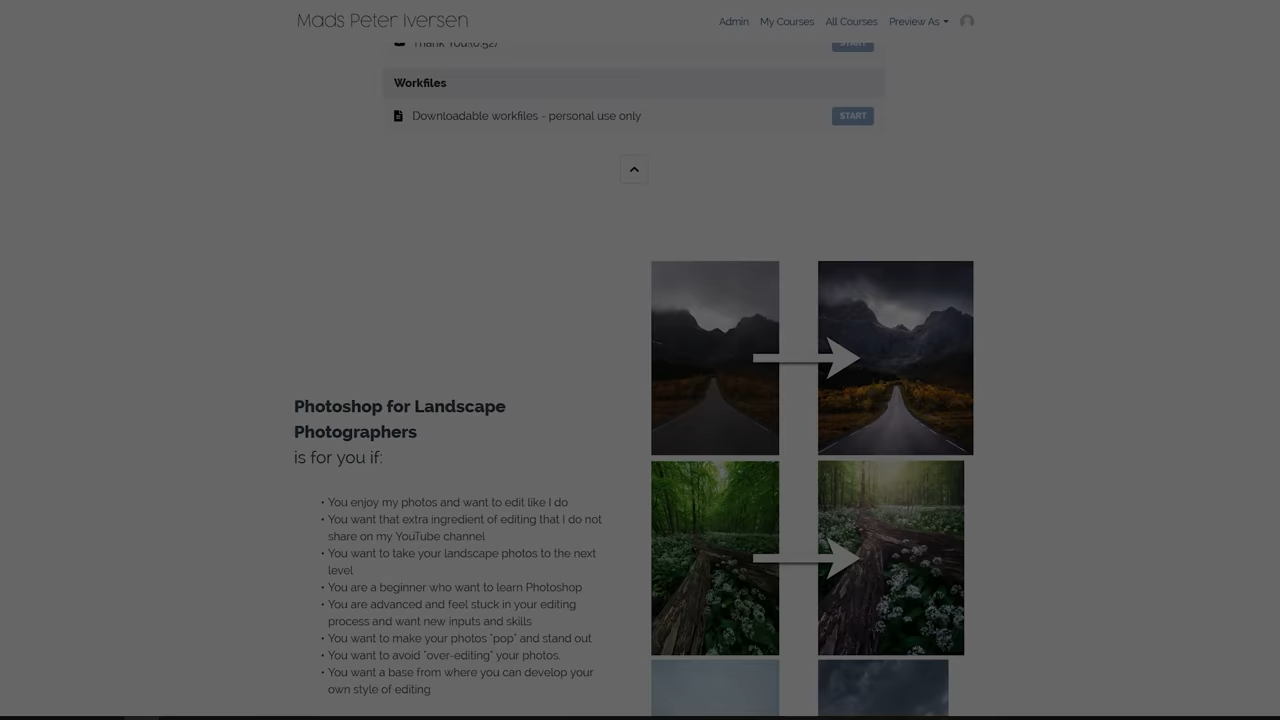 Mads Peter Iversen
Admin My Courses All Courses Preview As
Thank You!(0:52)
START
Workfiles
Downloadable workfiles - personal use only
START
Photoshop for Landscape
Photographers
is for you if:
• You enjoy my photos and want to edit like I do
• You want that extra ingredient of editing that I do not
share on my YouTube channel
• You want to take your landscape photos to the next
level
• You are a beginner who want to learn Photoshop
• You are advanced and feel stuck in your editing
process and want new inputs and skills
• You want to make your photos "pop" and stand out
• You want to avoid "over-editing" your photos.
• You want a base from where you can develop your
own style of editing